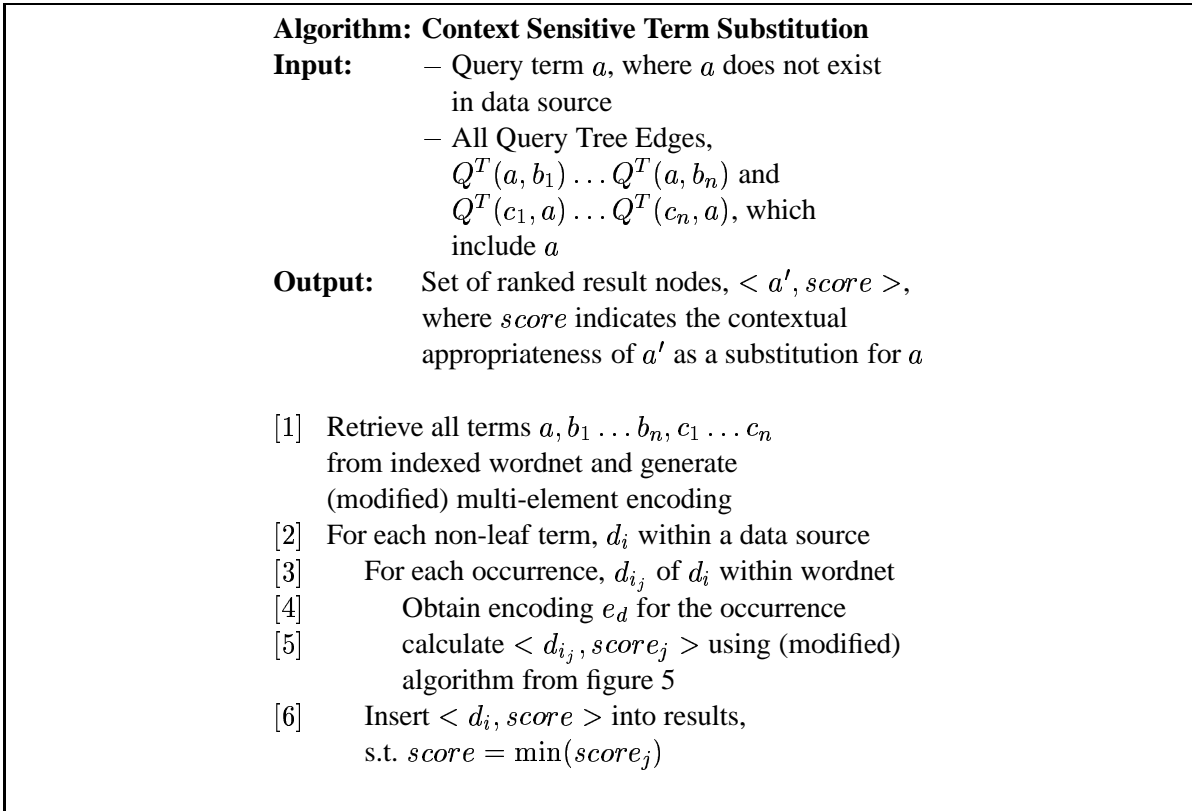 Algorithm: Context Sensitive Term Substitution
Input: – Query term a, where a does not exist
in data source
– All Query Tree Edges,
Q^T(a, b_1) … Q^T(a, b_n) and
Q^T(c_1, a) … Q^T(c_n, a), which
include a
Output: Set of ranked result nodes, < a′, score >,
where score indicates the contextual
appropriateness of a′ as a substitution for a
[1] Retrieve all terms a, b_1 … b_n, c_1 … c_n
from indexed wordnet and generate
(modified) multi-element encoding
[2] For each non-leaf term, d_i within a data source
[3] For each occurrence, d_{i_j} of d_i within wordnet
[4] Obtain encoding e_d for the occurrence
[5] calculate < d_{i_j}, score_j > using (modified)
algorithm from figure 5
[6] Insert < d_i, score > into results,
s.t. score = min(score_j)